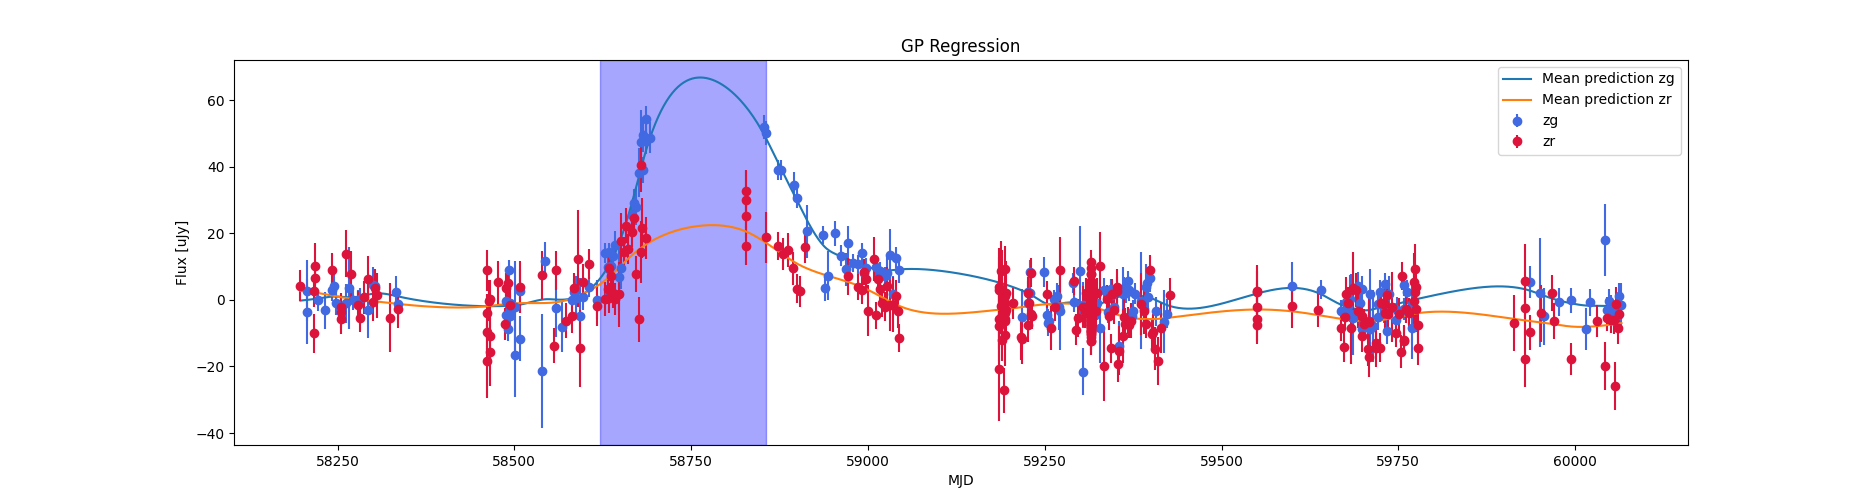 GP Regression
Flux [uJy]
60
40
20
0
−20
−40
58250
58500
58750
59000
59250
59500
59750
60000
MJD
Mean prediction zg
Mean prediction zr
zg
zr